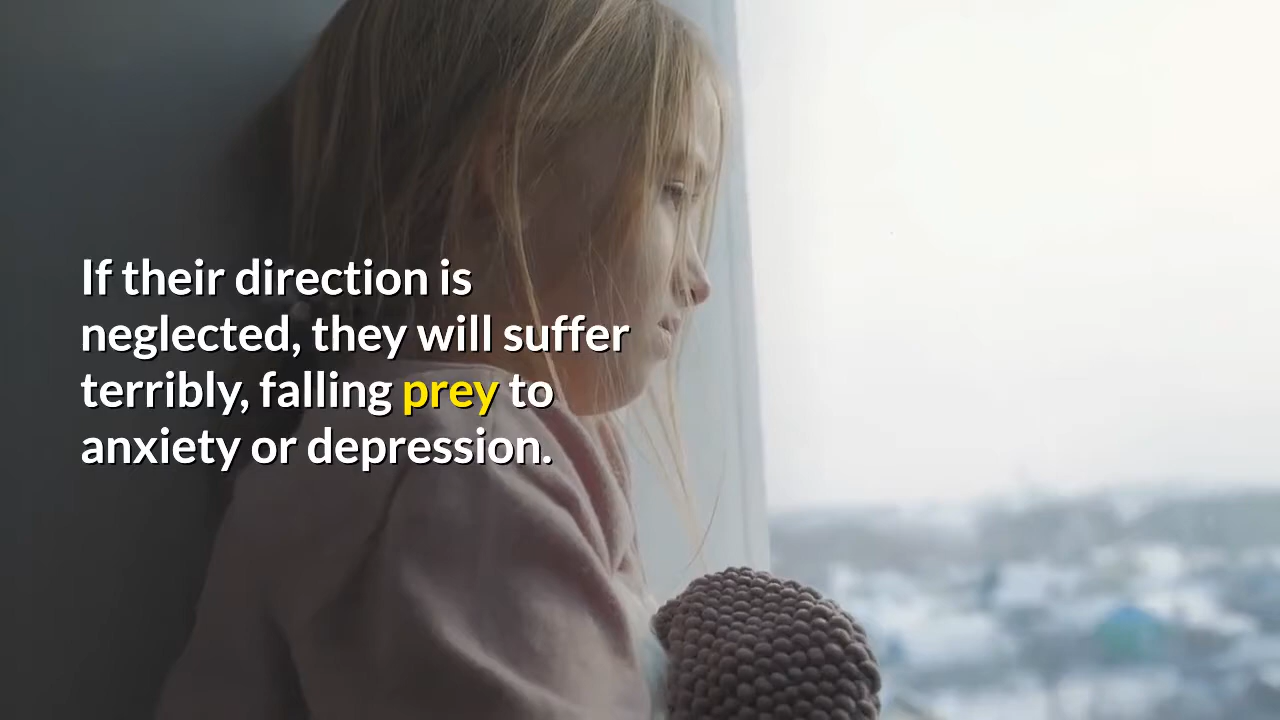 If their direction is
neglected, they will suffer
terribly, falling prey to
anxiety or depression.